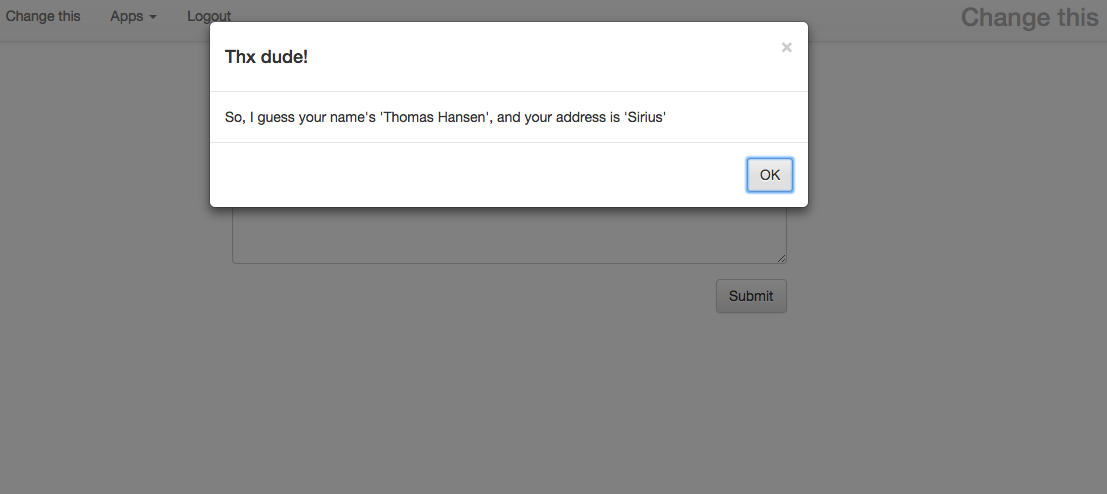 Change this Apps Logout Change this
Thx dude!
×
So, I guess your name's 'Thomas Hansen', and your address is 'Sirius'
OK
Submit